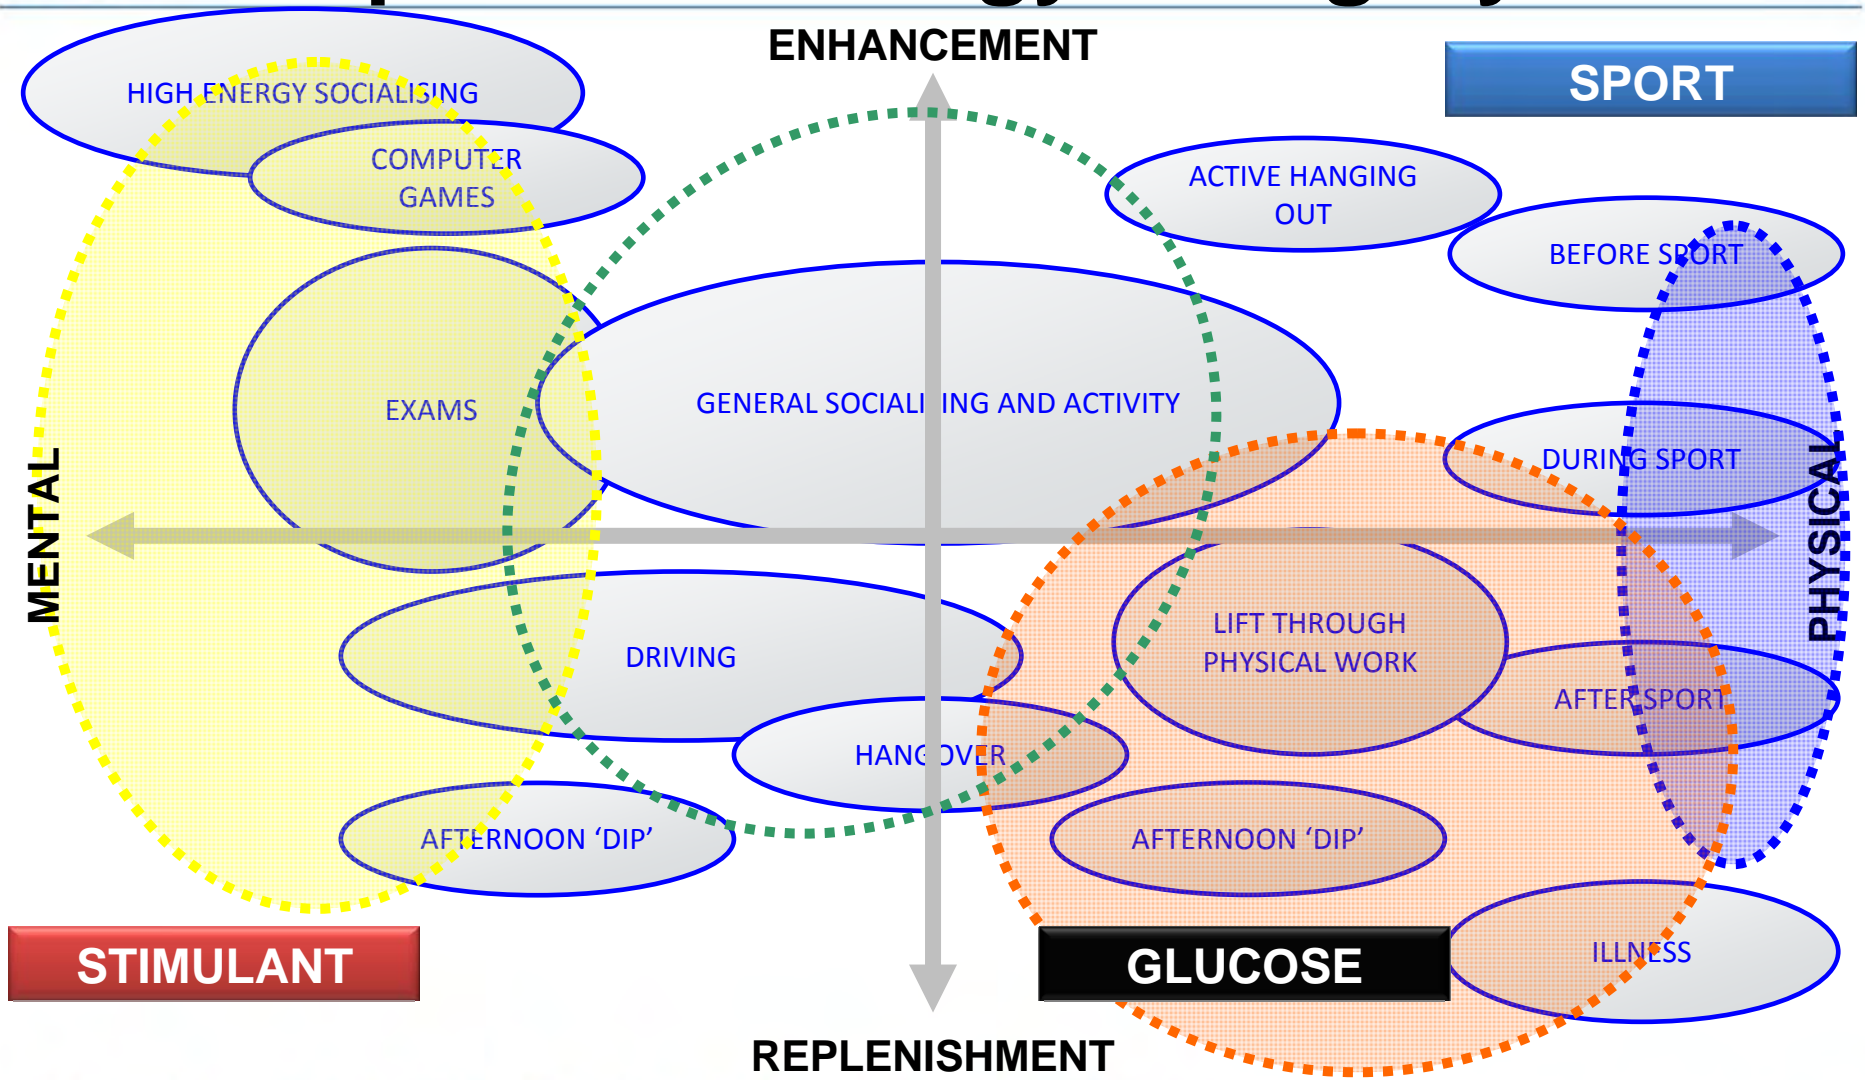 ENHANCEMENT
SPORT
HIGH ENERGY SOCIALISING
COMPUTER
GAMES
ACTIVE HANGING
OUT
BEFORE SPORT
EXAMS
GENERAL SOCIALISING AND ACTIVITY
DURING SPORT
MENTAL
PHYSICAL
LIFT THROUGH
PHYSICAL WORK
DRIVING
AFTER SPORT
HANGOVER
AFTERNOON ‘DIP’
AFTERNOON ‘DIP’
STIMULANT
GLUCOSE
ILLNESS
REPLENISHMENT